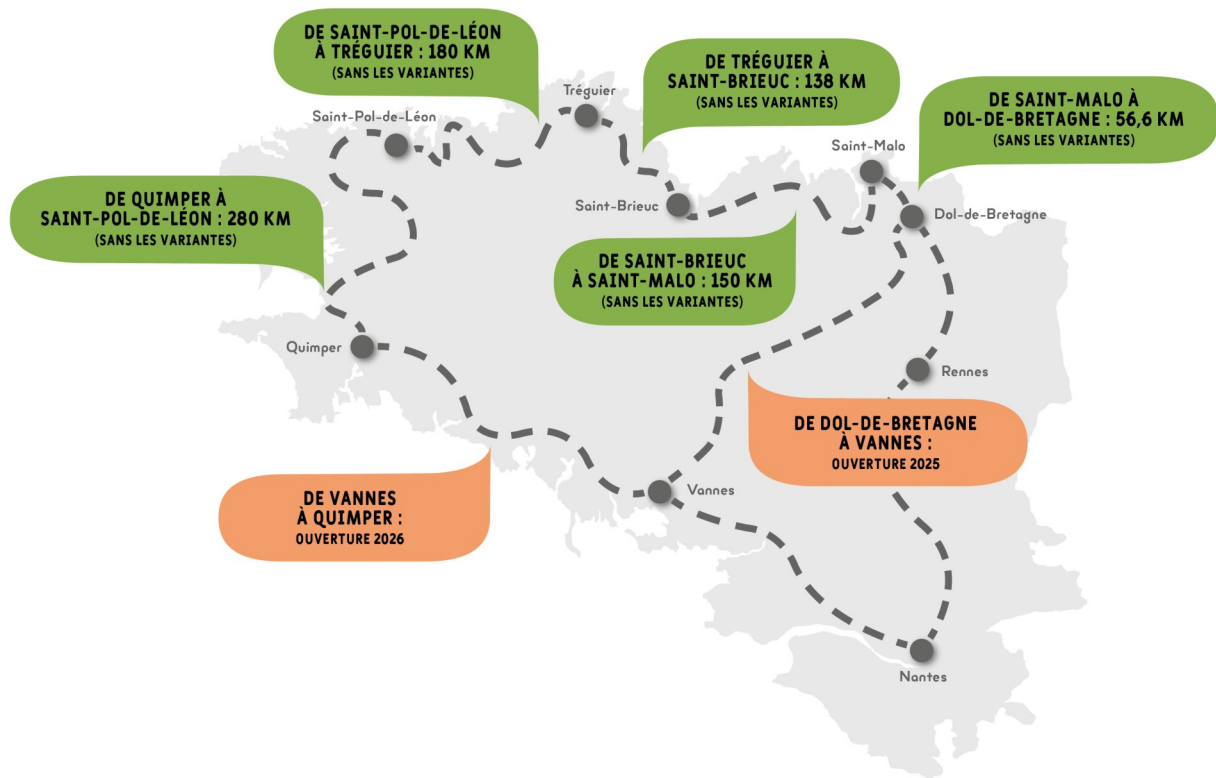 DE SAINT-POL-DE-LÉON
À TRÉGUIER : 180 KM
(SANS LES VARIANTES)
DE TRÉGUIER À
SAINT-BRIEUC : 138 KM
(SANS LES VARIANTES)
DE SAINT-MALO À
DOL-DE-BRETAGNE : 56,6 KM
(SANS LES VARIANTES)
Tréguier
Saint-Pol-de-Léon
Saint-Malo
DE QUIMPER À
SAINT-POL-DE-LÉON : 280 KM
(SANS LES VARIANTES)
Saint-Brieuc
Dol-de-Bretagne
DE SAINT-BRIEUC
À SAINT-MALO : 150 KM
(SANS LES VARIANTES)
Quimper
Rennes
DE DOL-DE-BRETAGNE
À VANNES :
OUVERTURE 2025
Vannes
DE VANNES
À QUIMPER :
OUVERTURE 2026
Nantes